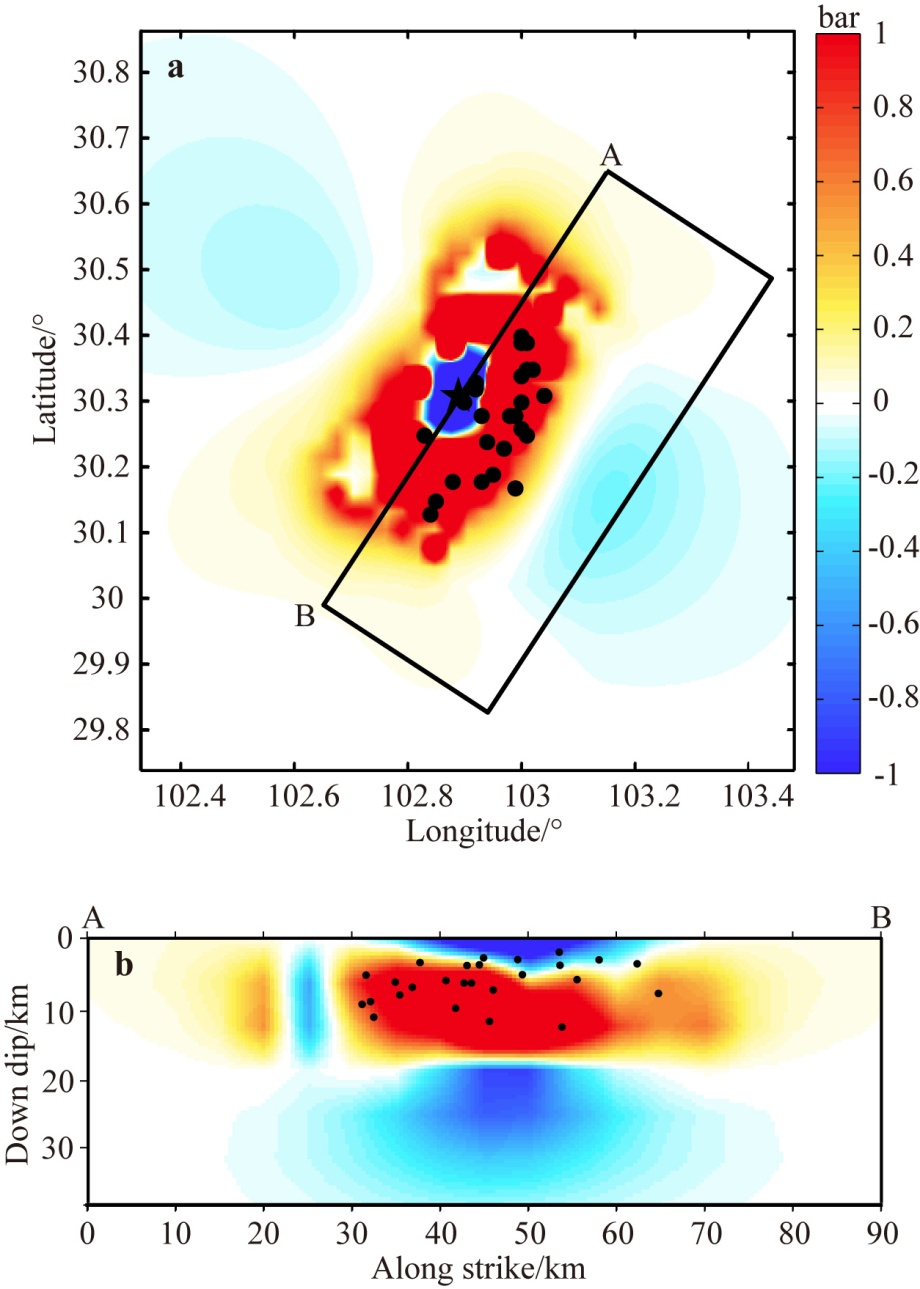 bar
a
A
B
30.8
30.7
30.6
30.5
30.4
30.3
30.2
30.1
30
29.9
29.8
Latitude/°
102.4 102.6 102.8 103 103.2 103.4
Longitude/°
1
0.8
0.6
0.4
0.2
0
-0.2
-0.4
-0.6
-0.8
-1
A B
b
0
10
20
30
Down dip/km
0 10 20 30 40 50 60 70 80 90
Along strike/km